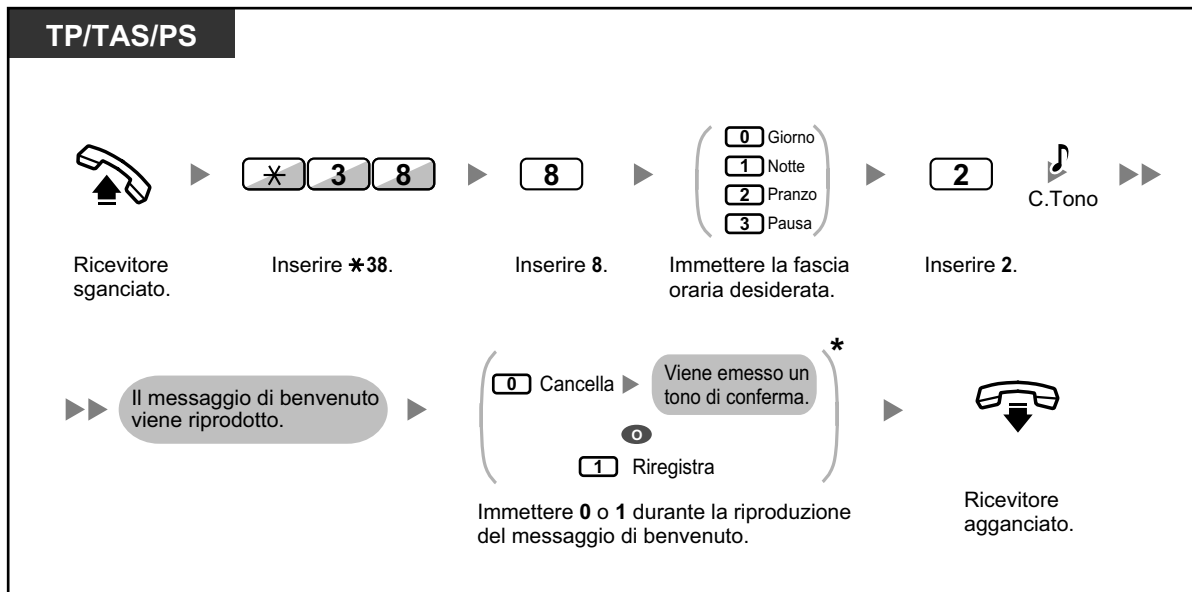 TP/TAS/PS
0 Giorno
1 Notte
2 Pranzo
3 Pausa
* 3 8
8
2
C.Tono
Ricevitore
sganciato.
Inserire *38.
Inserire 8.
Immettere la fascia
oraria desiderata.
Inserire 2.
Il messaggio di benvenuto
viene riprodotto.
0 Cancella
Viene emesso un
tono di conferma.
*
o
1 Riregistra
Immettere 0 o 1 durante la riproduzione
del messaggio di benvenuto.
Ricevitore
agganciato.